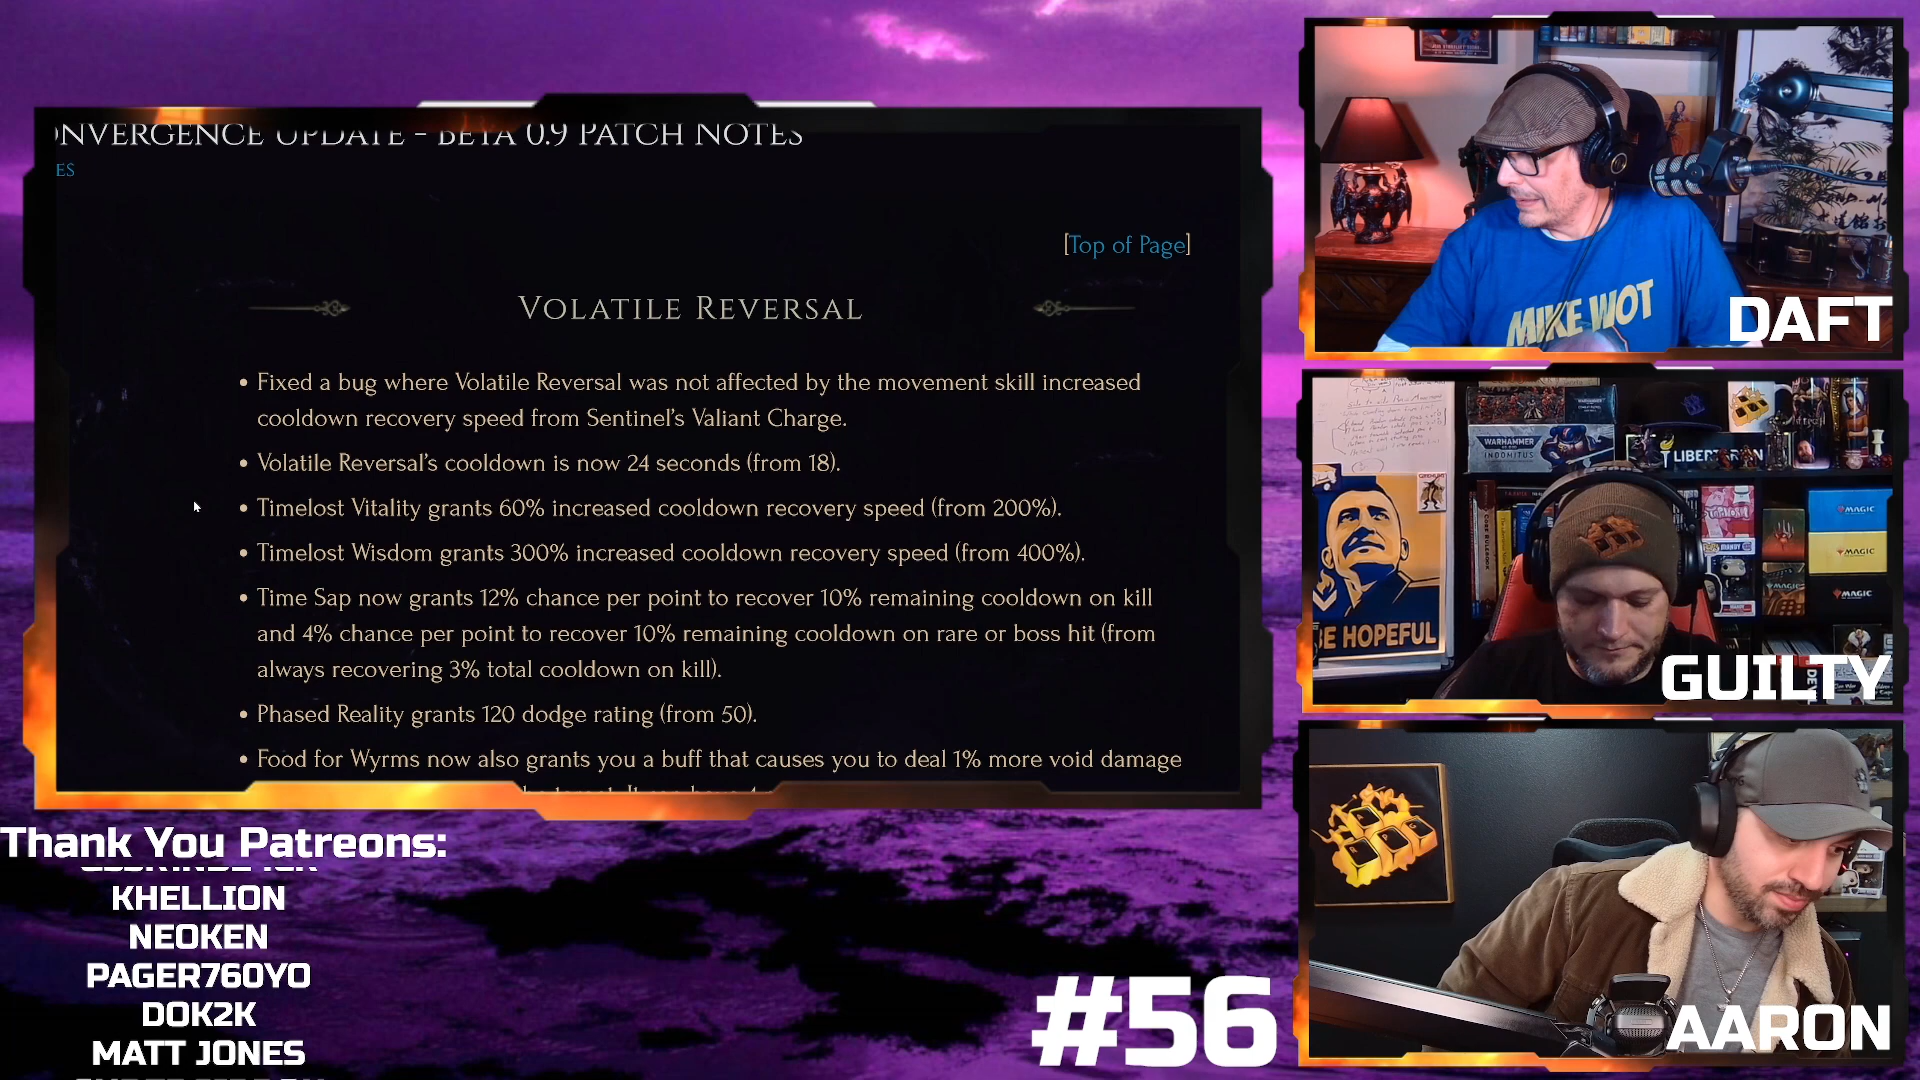 NVERGENCE UPDATE - BETA 0.9 PATCH NOTES
ES
[Top of Page]
VOLATILE REVERSAL
• Fixed a bug where Volatile Reversal was not affected by the movement skill increased
cooldown recovery speed from Sentinel's Valiant Charge.
• Volatile Reversal's cooldown is now 24 seconds (from 18).
• Timelost Vitality grants 60% increased cooldown recovery speed (from 200%).
• Timelost Wisdom grants 300% increased cooldown recovery speed (from 400%).
• Time Sap now grants 12% chance per point to recover 10% remaining cooldown on kill
and 4% chance per point to recover 10% remaining cooldown on rare or boss hit (from
always recovering 3% total cooldown on kill).
• Phased Reality grants 120 dodge rating (from 50).
• Food for Wyrms now also grants you a buff that causes you to deal 1% more void damage
Thank You Patreons:
KHELLION
NEOKEN
PAGER760YO
DOK2K
MATT JONES
#56
MIKE WOT
DAFT
WARHAMMER
INDOMITUS
LIBERTARIAN
MAGIC
MAGIC
MAGIC
BE HOPEFUL
GUILTY
AARON